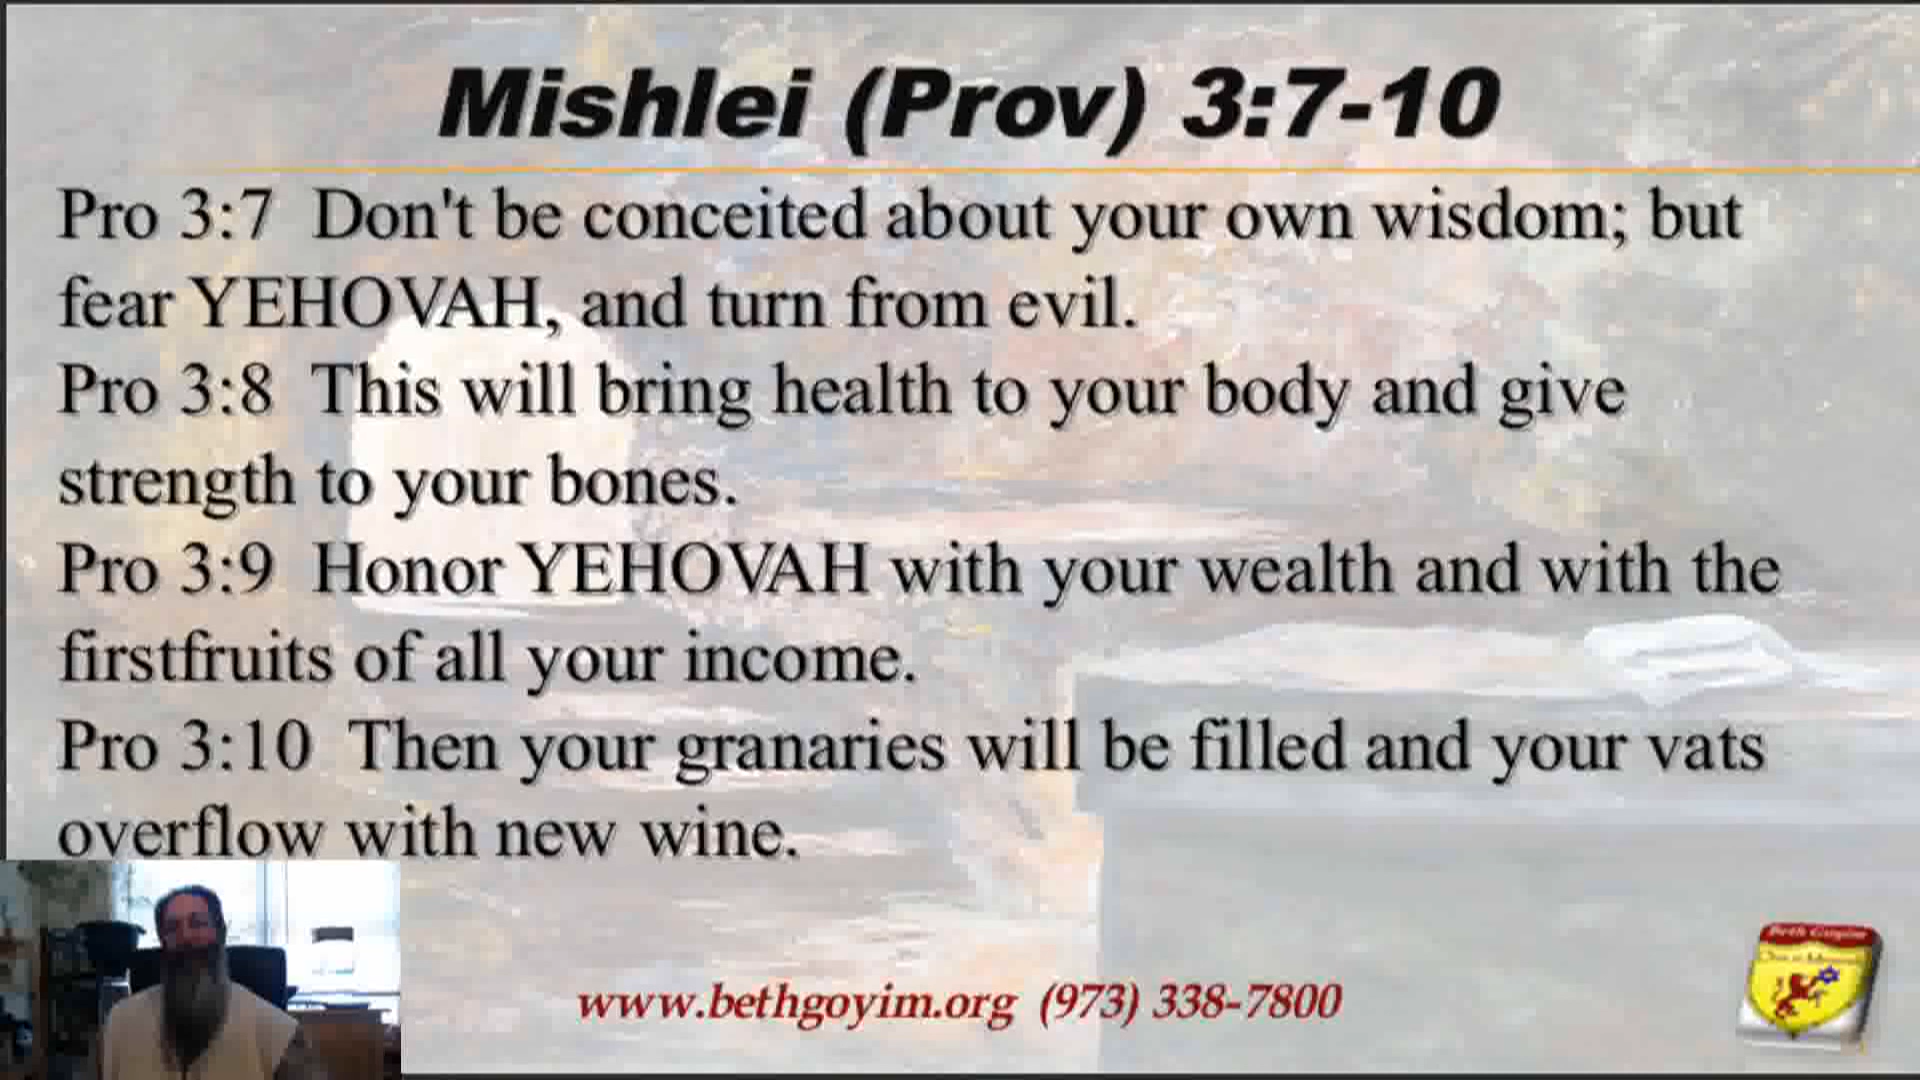 Mishlei (Prov) 3:7-10
Pro 3:7 Don't be conceited about your own wisdom; but
fear YEHOVAH, and turn from evil.
Pro 3:8 This will bring health to your body and give
strength to your bones.
Pro 3:9 Honor YEHOVAH with your wealth and with the
firstfruits of all your income.
Pro 3:10 Then your granaries will be filled and your vats
overflow with new wine.
www.bethgoyim.org (973) 338-7800
Beth Goyim